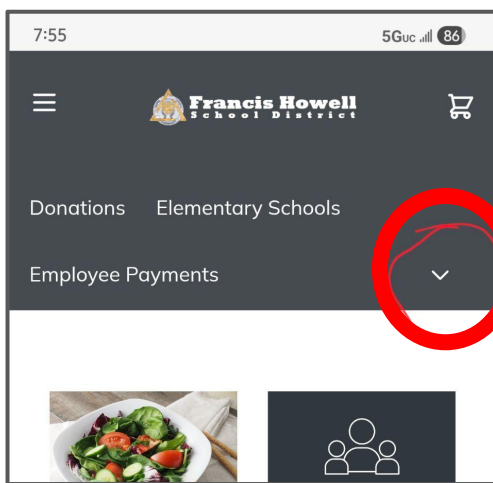 7:55 5GUC 86
Francis Howell
School District
Donations Elementary Schools
Employee Payments